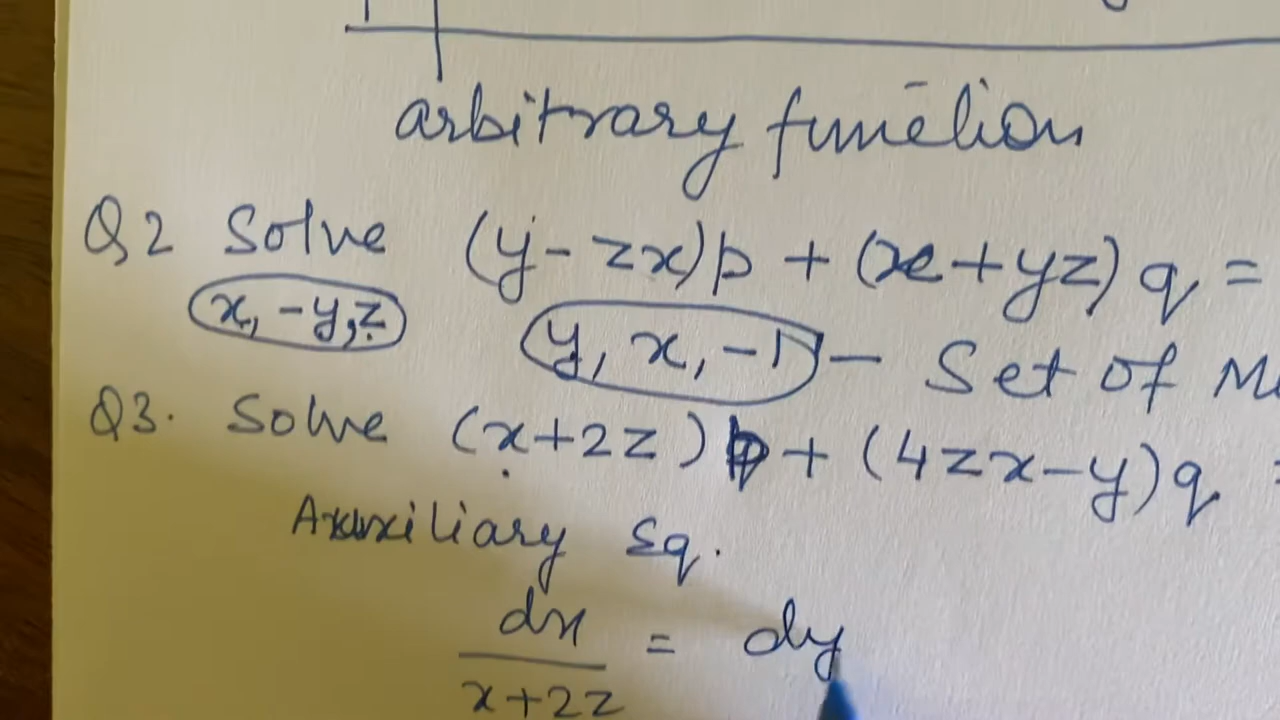 arbitrary function
Q2 Solve (y - zx)p + (x + yz) q =
x, -y, z
y, x, -1 - Set of
Q3. Solve (x+2z)p + (4zx-y)q
Auxiliary Eq.
dx = dy
x+2z